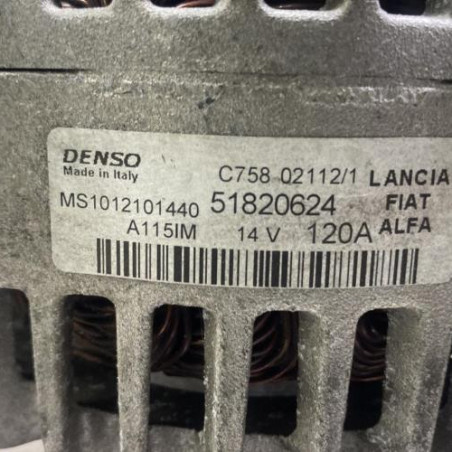 DENSO
Made in Italy
C758 02112/1 LANCIA
MS1012101440 51820624 FIAT
A115IM 14 V 120A ALFA